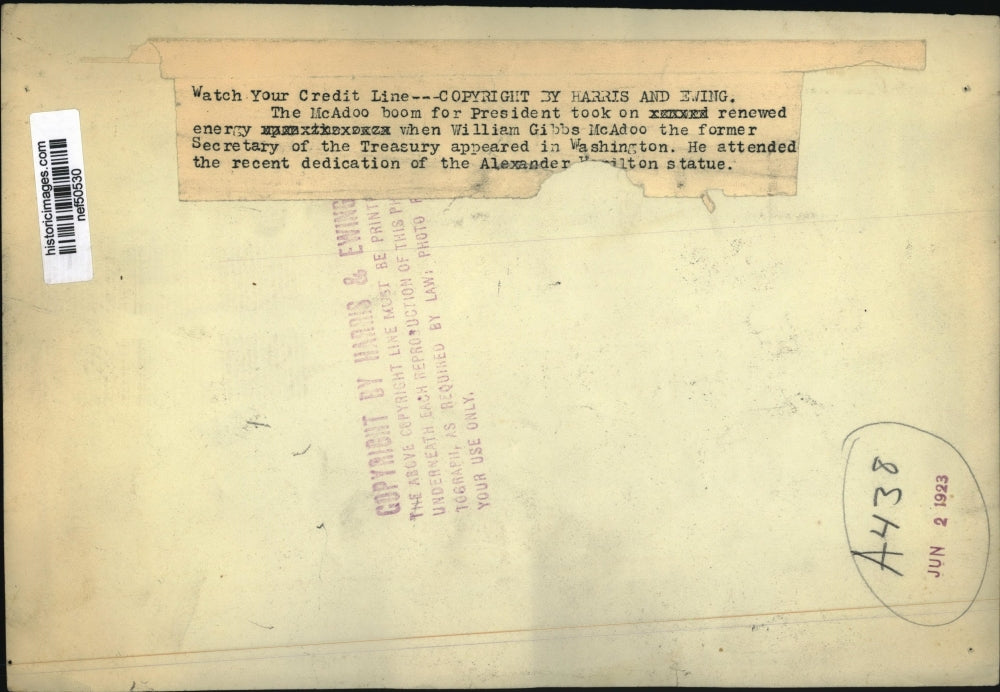 Watch Your Credit Line---COPYRIGHT BY HARRIS AND EWING.
The McAdoo boom for President took on xxxxxx renewed
energy when William Gibbs McAdoo the former
Secretary of the Treasury appeared in Washington. He attended
the recent dedication of the Alexander Hamilton statue.
historicimages.com
nef50530
COPYRIGHT BY HARRIS & EWING
THE ABOVE COPYRIGHT LINE MUST BE PRINT
UNDERNEATH EACH REPRODUCTION OF THIS
TOGRAPH, AS REQUIRED BY LAW: PHOTO
YOUR USE ONLY.
A438
JUN 2 1923